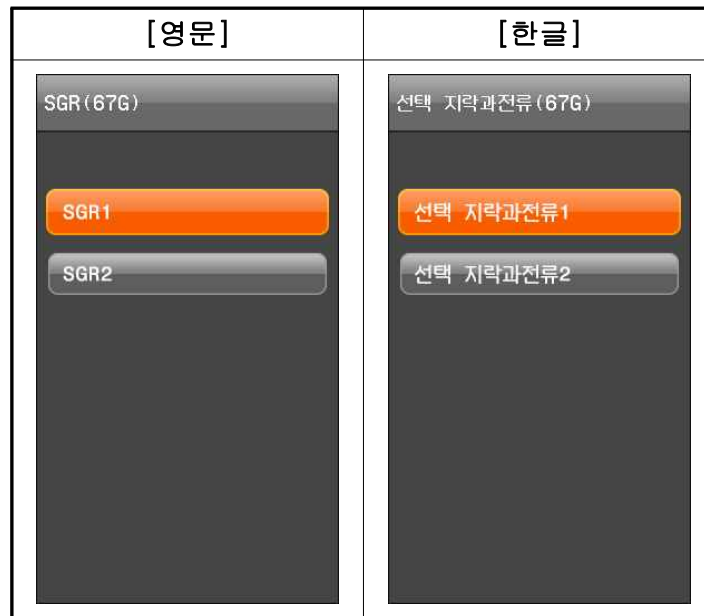 [영문]
[한글]
SGR(67G)
SGR1
SGR2
선택 지락과전류(67G)
선택 지락과전류1
선택 지락과전류2